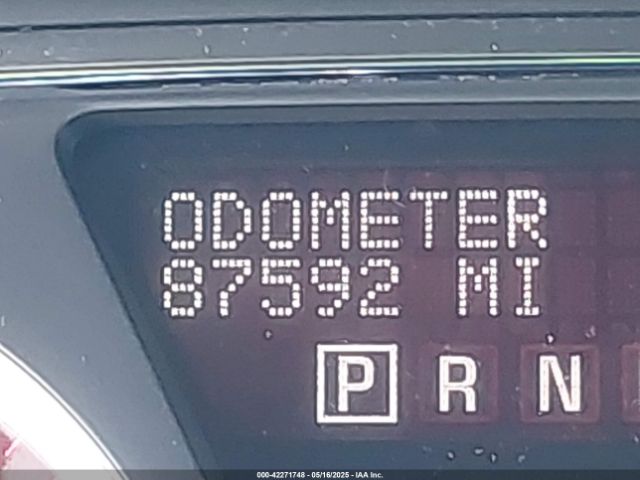 ODOMETER
87592 MI
P R N
000-42271748 - 05/16/2025 - IAA Inc.